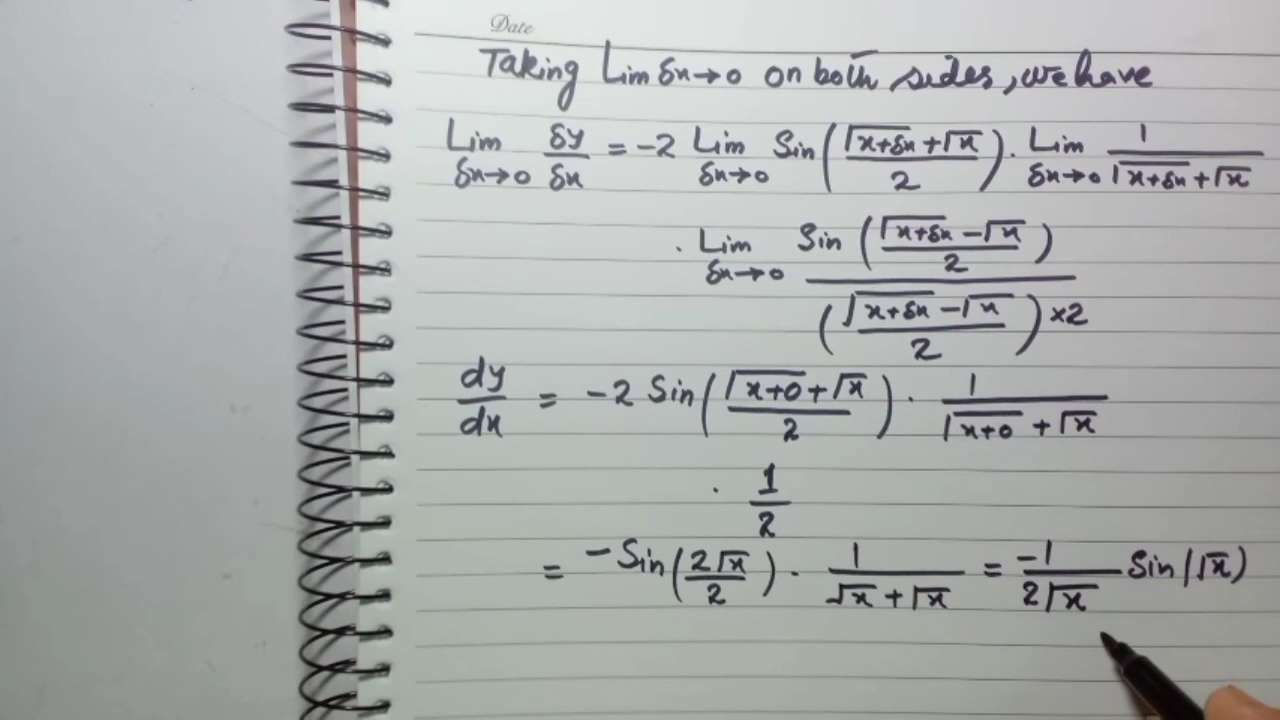 Date
Taking Lim δx→0 on both sides, we have
Lim δx→0 δy/δx = -2 Lim δx→0 Sin((√(x+δx)+√x)/2) . Lim δx→0 1/(√(x+δx)+√x)
. Lim δx→0 Sin((√(x+δx)-√x)/2)/(((√(x+δx)-√x)/2)×2)
dy/dx = -2 Sin((√(x+0)+√x)/2) . 1/(√(x+0)+√x)
. 1/2
= -Sin(2√x/2) . 1/(√x+√x) = -1/(2√x) Sin(√x)